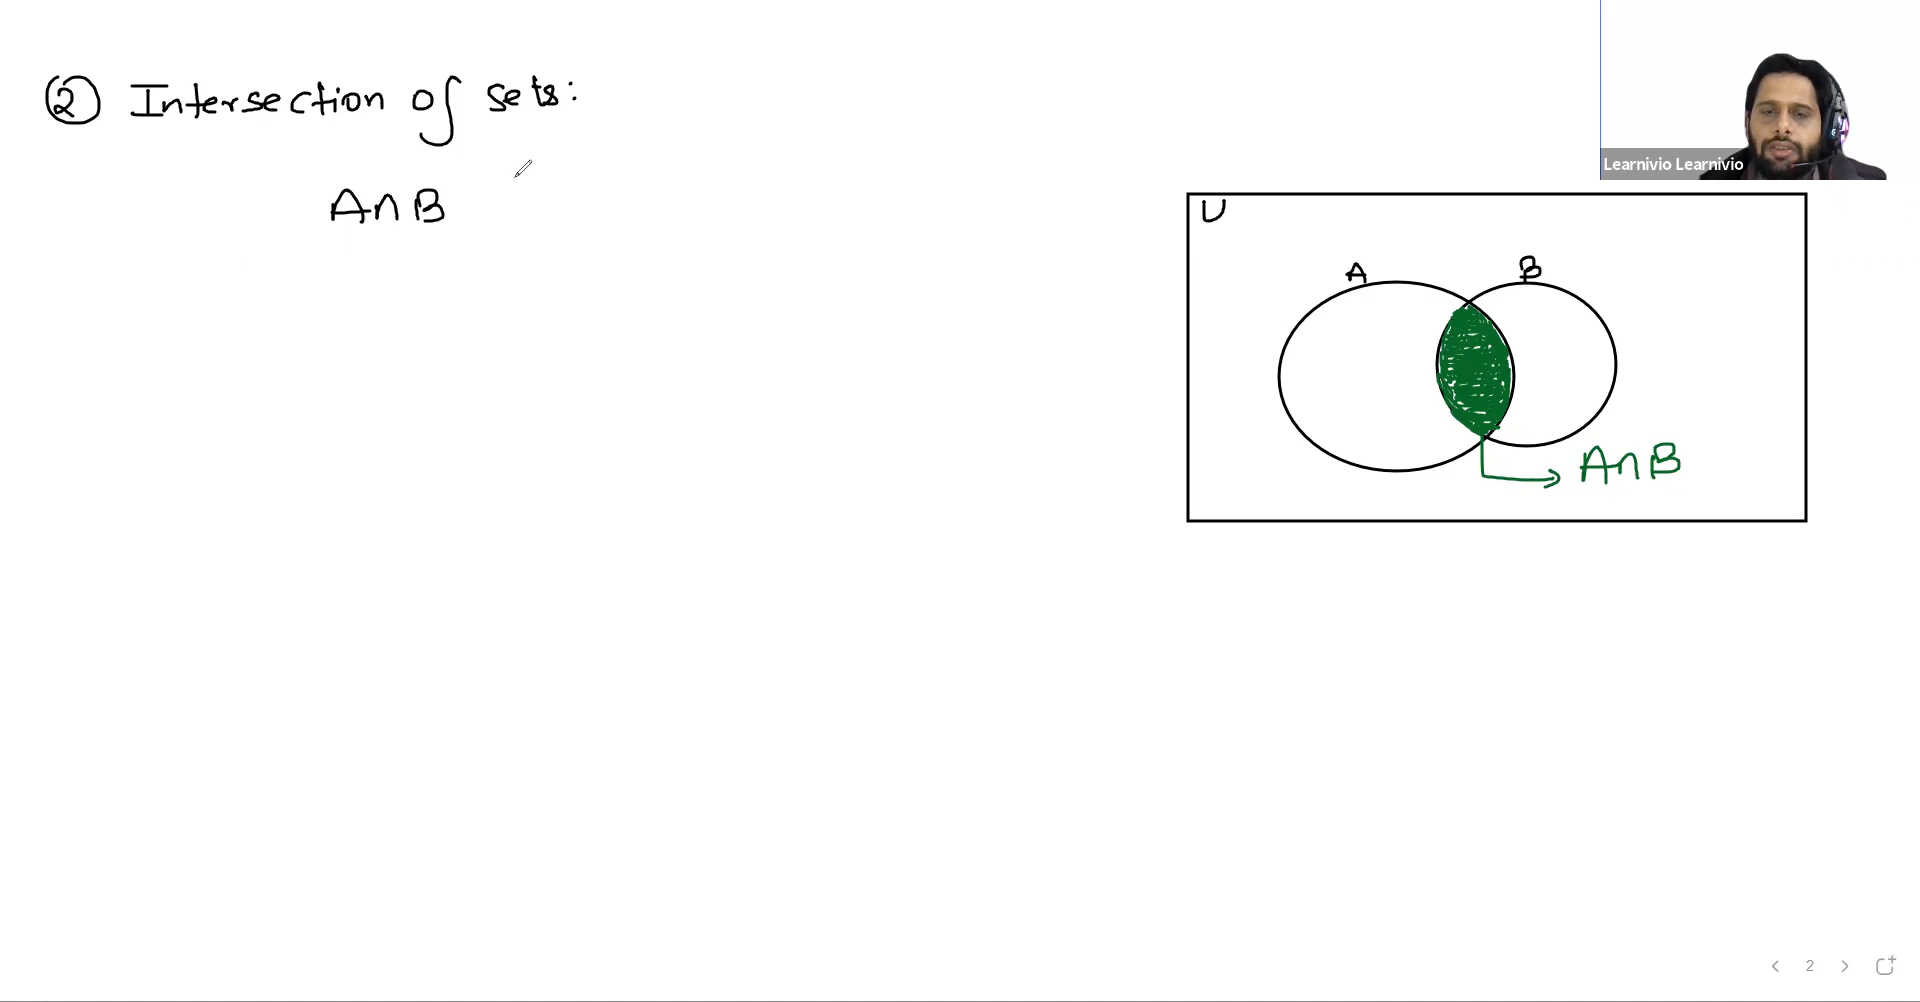 ② Intersection of sets:
A∩B
Learnivio Learnivio
U
A
B
A∩B
2